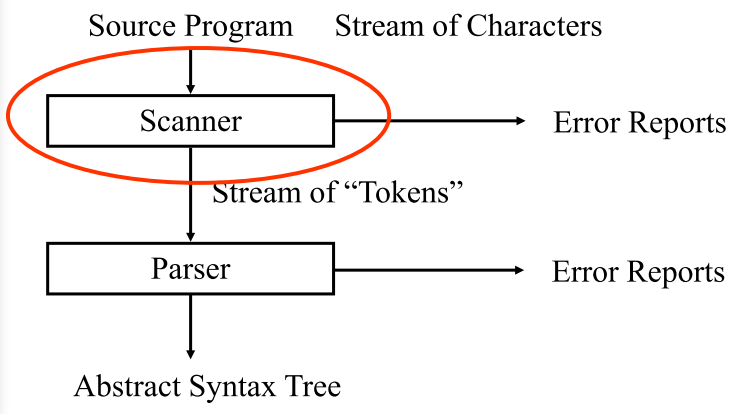 Source Program Stream of Characters
Scanner
Error Reports
Stream of “Tokens”
Parser
Error Reports
Abstract Syntax Tree